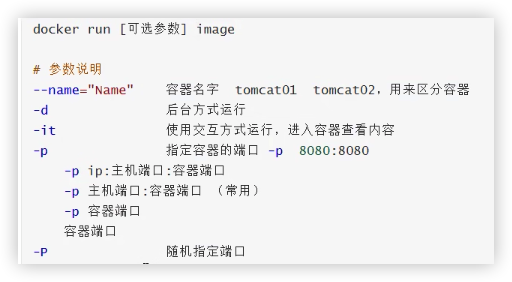 docker run [可选参数] image
# 参数说明
--name="Name" 容器名字 tomcat01 tomcat02，用来区分容器
-d 后台方式运行
-it 使用交互方式运行，进入容器查看内容
-p 指定容器的端口 -p 8080:8080
-p ip:主机端口:容器端口
-p 主机端口:容器端口 （常用）
-p 容器端口
容器端口
-P 随机指定端口